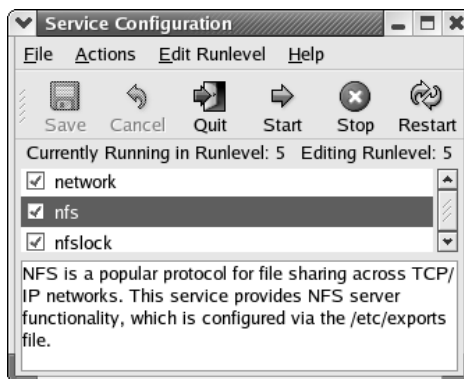 Service Configuration
File Actions Edit Runlevel Help
Save Cancel Quit Start Stop Restart
Currently Running in Runlevel: 5 Editing Runlevel: 5
network
nfs
nfslock
NFS is a popular protocol for file sharing across TCP/
IP networks. This service provides NFS server
functionality, which is configured via the /etc/exports
file.